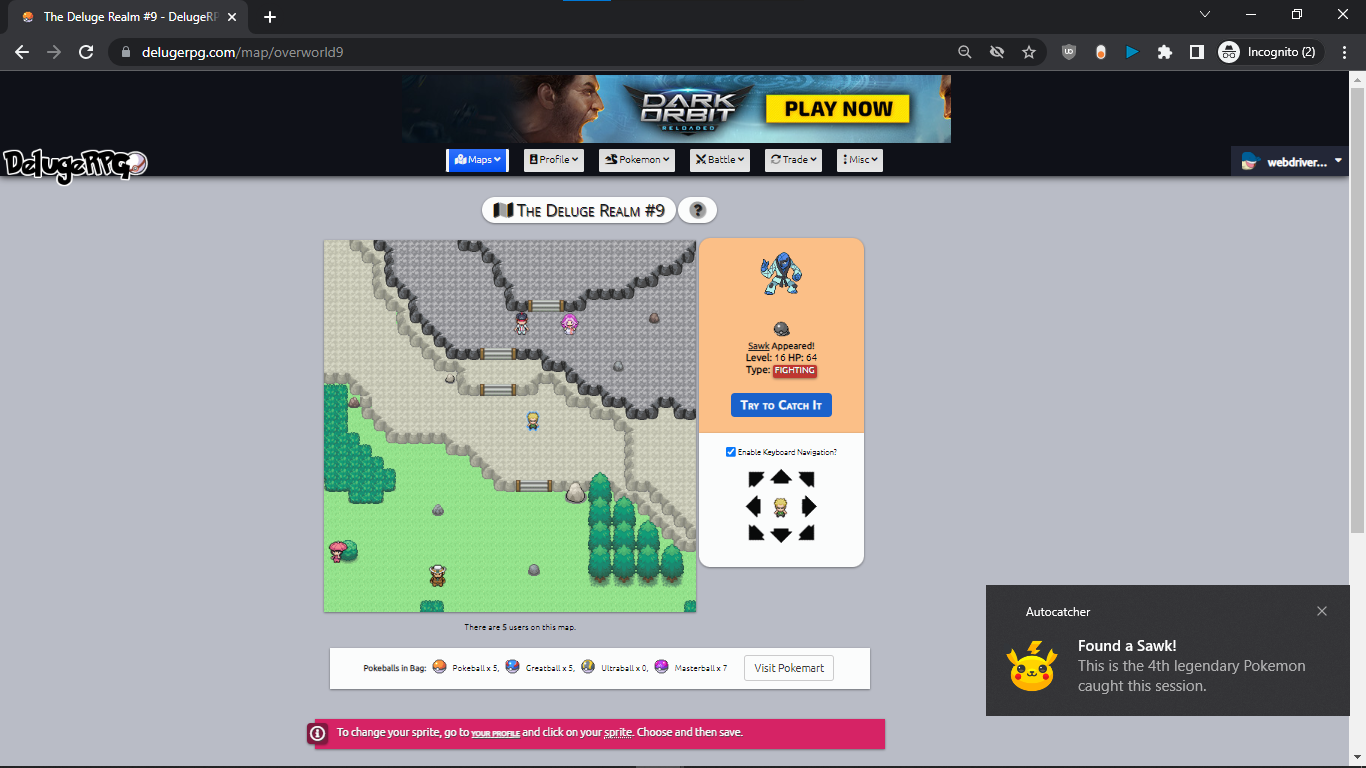 The Deluge Realm #9 - DelugeRP
delugerpg.com/map/overworld9
Incognito (2)
DARK
ORBIT
RELOADED
PLAY NOW
DelugeRPG
Maps
Profile
Pokemon
Battle
Trade
Misc
webdriver...
The Deluge Realm #9
?
Sawk Appeared!
Level: 16 HP: 64
Type: FIGHTING
Try to Catch It
Enable Keyboard Navigation?
There are 5 users on this map.
Pokeballs in Bag: Pokeball x 5, Greatball x 5, Ultraball x 0, Masterball x 7
Visit Pokemart
To change your sprite, go to YOUR PROFILE and click on your sprite. Choose and then save.
Autocatcher
Found a Sawk!
This is the 4th legendary Pokemon
caught this session.